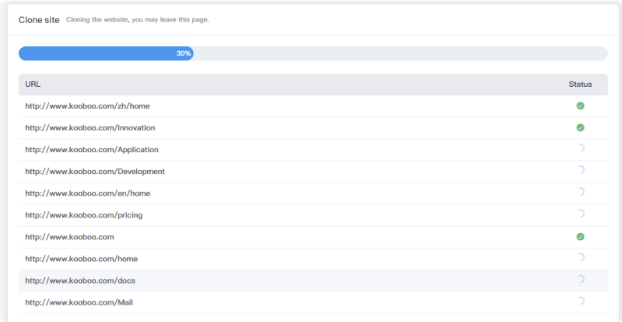 Clone site Cloning the website, you may leave this page.
30%
URL Status
http://www.kooboo.com/zh/home
http://www.kooboo.com/Innovation
http://www.kooboo.com/Application
http://www.kooboo.com/Development
http://www.kooboo.com/en/home
http://www.kooboo.com/pricing
http://www.kooboo.com
http://www.kooboo.com/home
http://www.kooboo.com/docs
http://www.kooboo.com/Mail